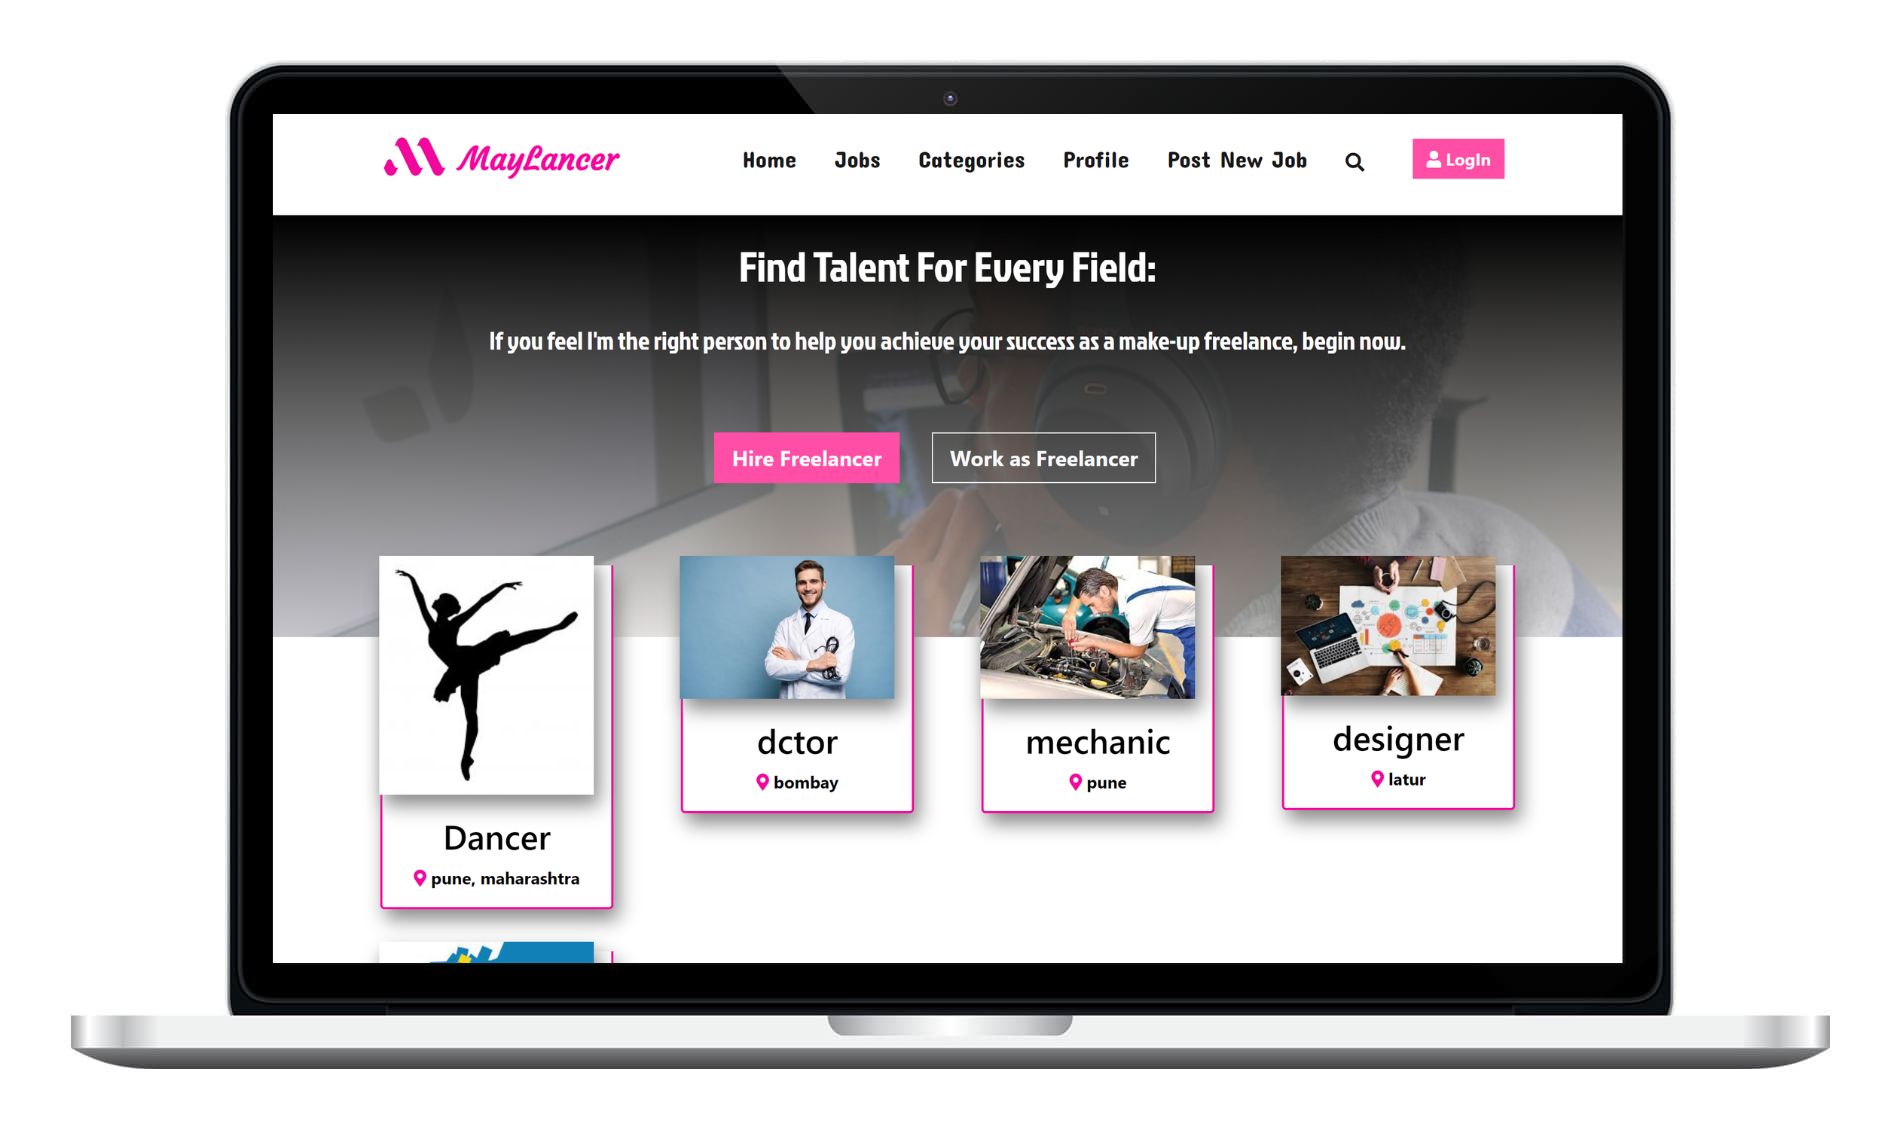 MayLancer
Home Jobs Categories Profile Post New Job LogIn
Find Talent For Every Field:
If you feel I'm the right person to help you achieve your success as a make-up freelance, begin now.
Hire Freelancer Work as Freelancer
dctor
bombay
mechanic
pune
designer
latur
Dancer
pune, maharashtra